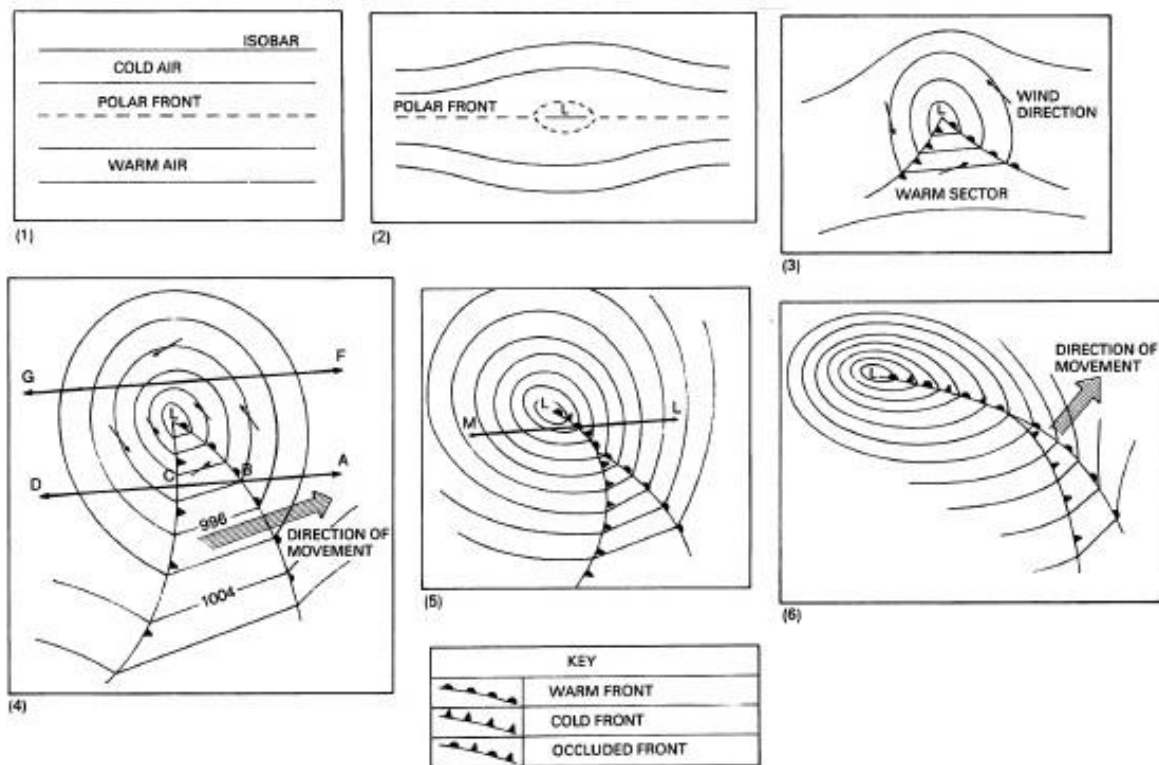 ISOBAR
COLD AIR
POLAR FRONT
WARM AIR
(1)
L
POLAR FRONT
(2)
L
WIND
DIRECTION
WARM SECTOR
(3)
F
G
L
C
B
A
D
996
DIRECTION OF
MOVEMENT
1004
(4)
L
M
L
(5)
L
DIRECTION OF
MOVEMENT
(6)
KEY
WARM FRONT
COLD FRONT
OCCLUDED FRONT